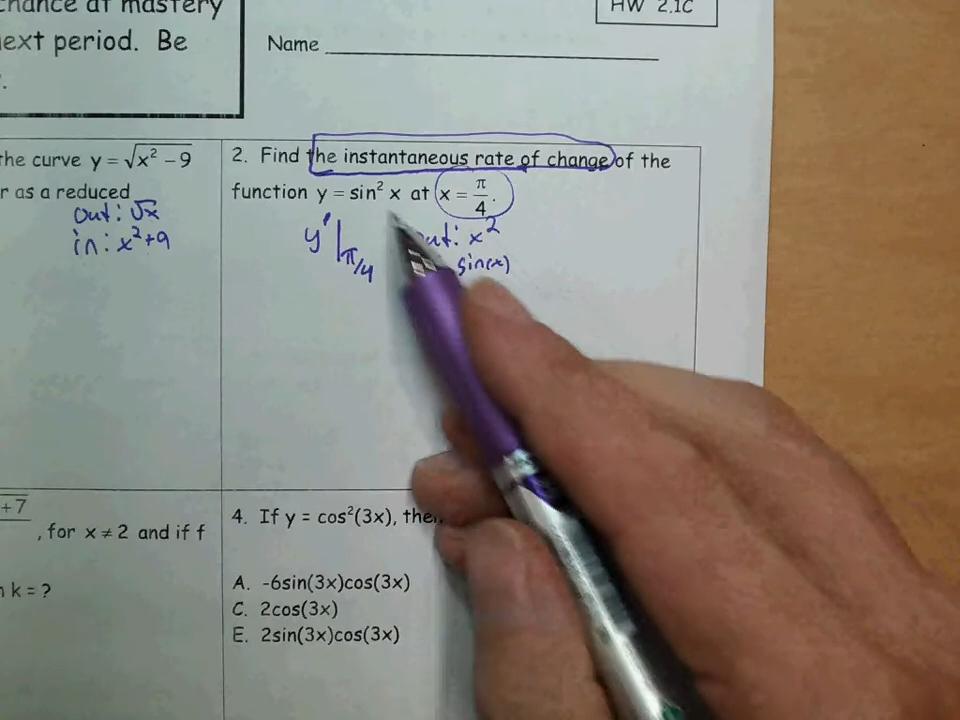 chance at mastery
next period. Be
.
HW 2.1C
Name
the curve y = √x² – 9
r as a reduced
out: √x
in: x²+9
2. Find the instantaneous rate of change of the
function y = sin² x at x = π/4.
y'|π/4
out: x²
sin(x)
+ 7
, for x ≠ 2 and if f
k = ?
4. If y = cos²(3x), then
A. -6sin(3x)cos(3x)
C. 2cos(3x)
E. 2sin(3x)cos(3x)